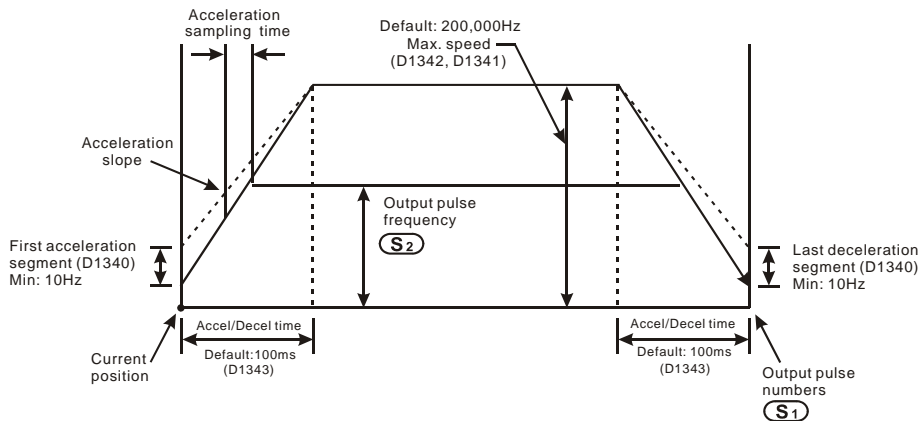 Acceleration
sampling time
Default: 200,000Hz
Max. speed
(D1342, D1341)
Acceleration
slope
Output pulse
frequency
S2
First acceleration
segment (D1340)
Min: 10Hz
Last deceleration
segment (D1340)
Min: 10Hz
Current
position
Accel/Decel time
Default:100ms
(D1343)
Accel/Decel time
Default: 100ms
(D1343)
Output pulse
numbers
S1